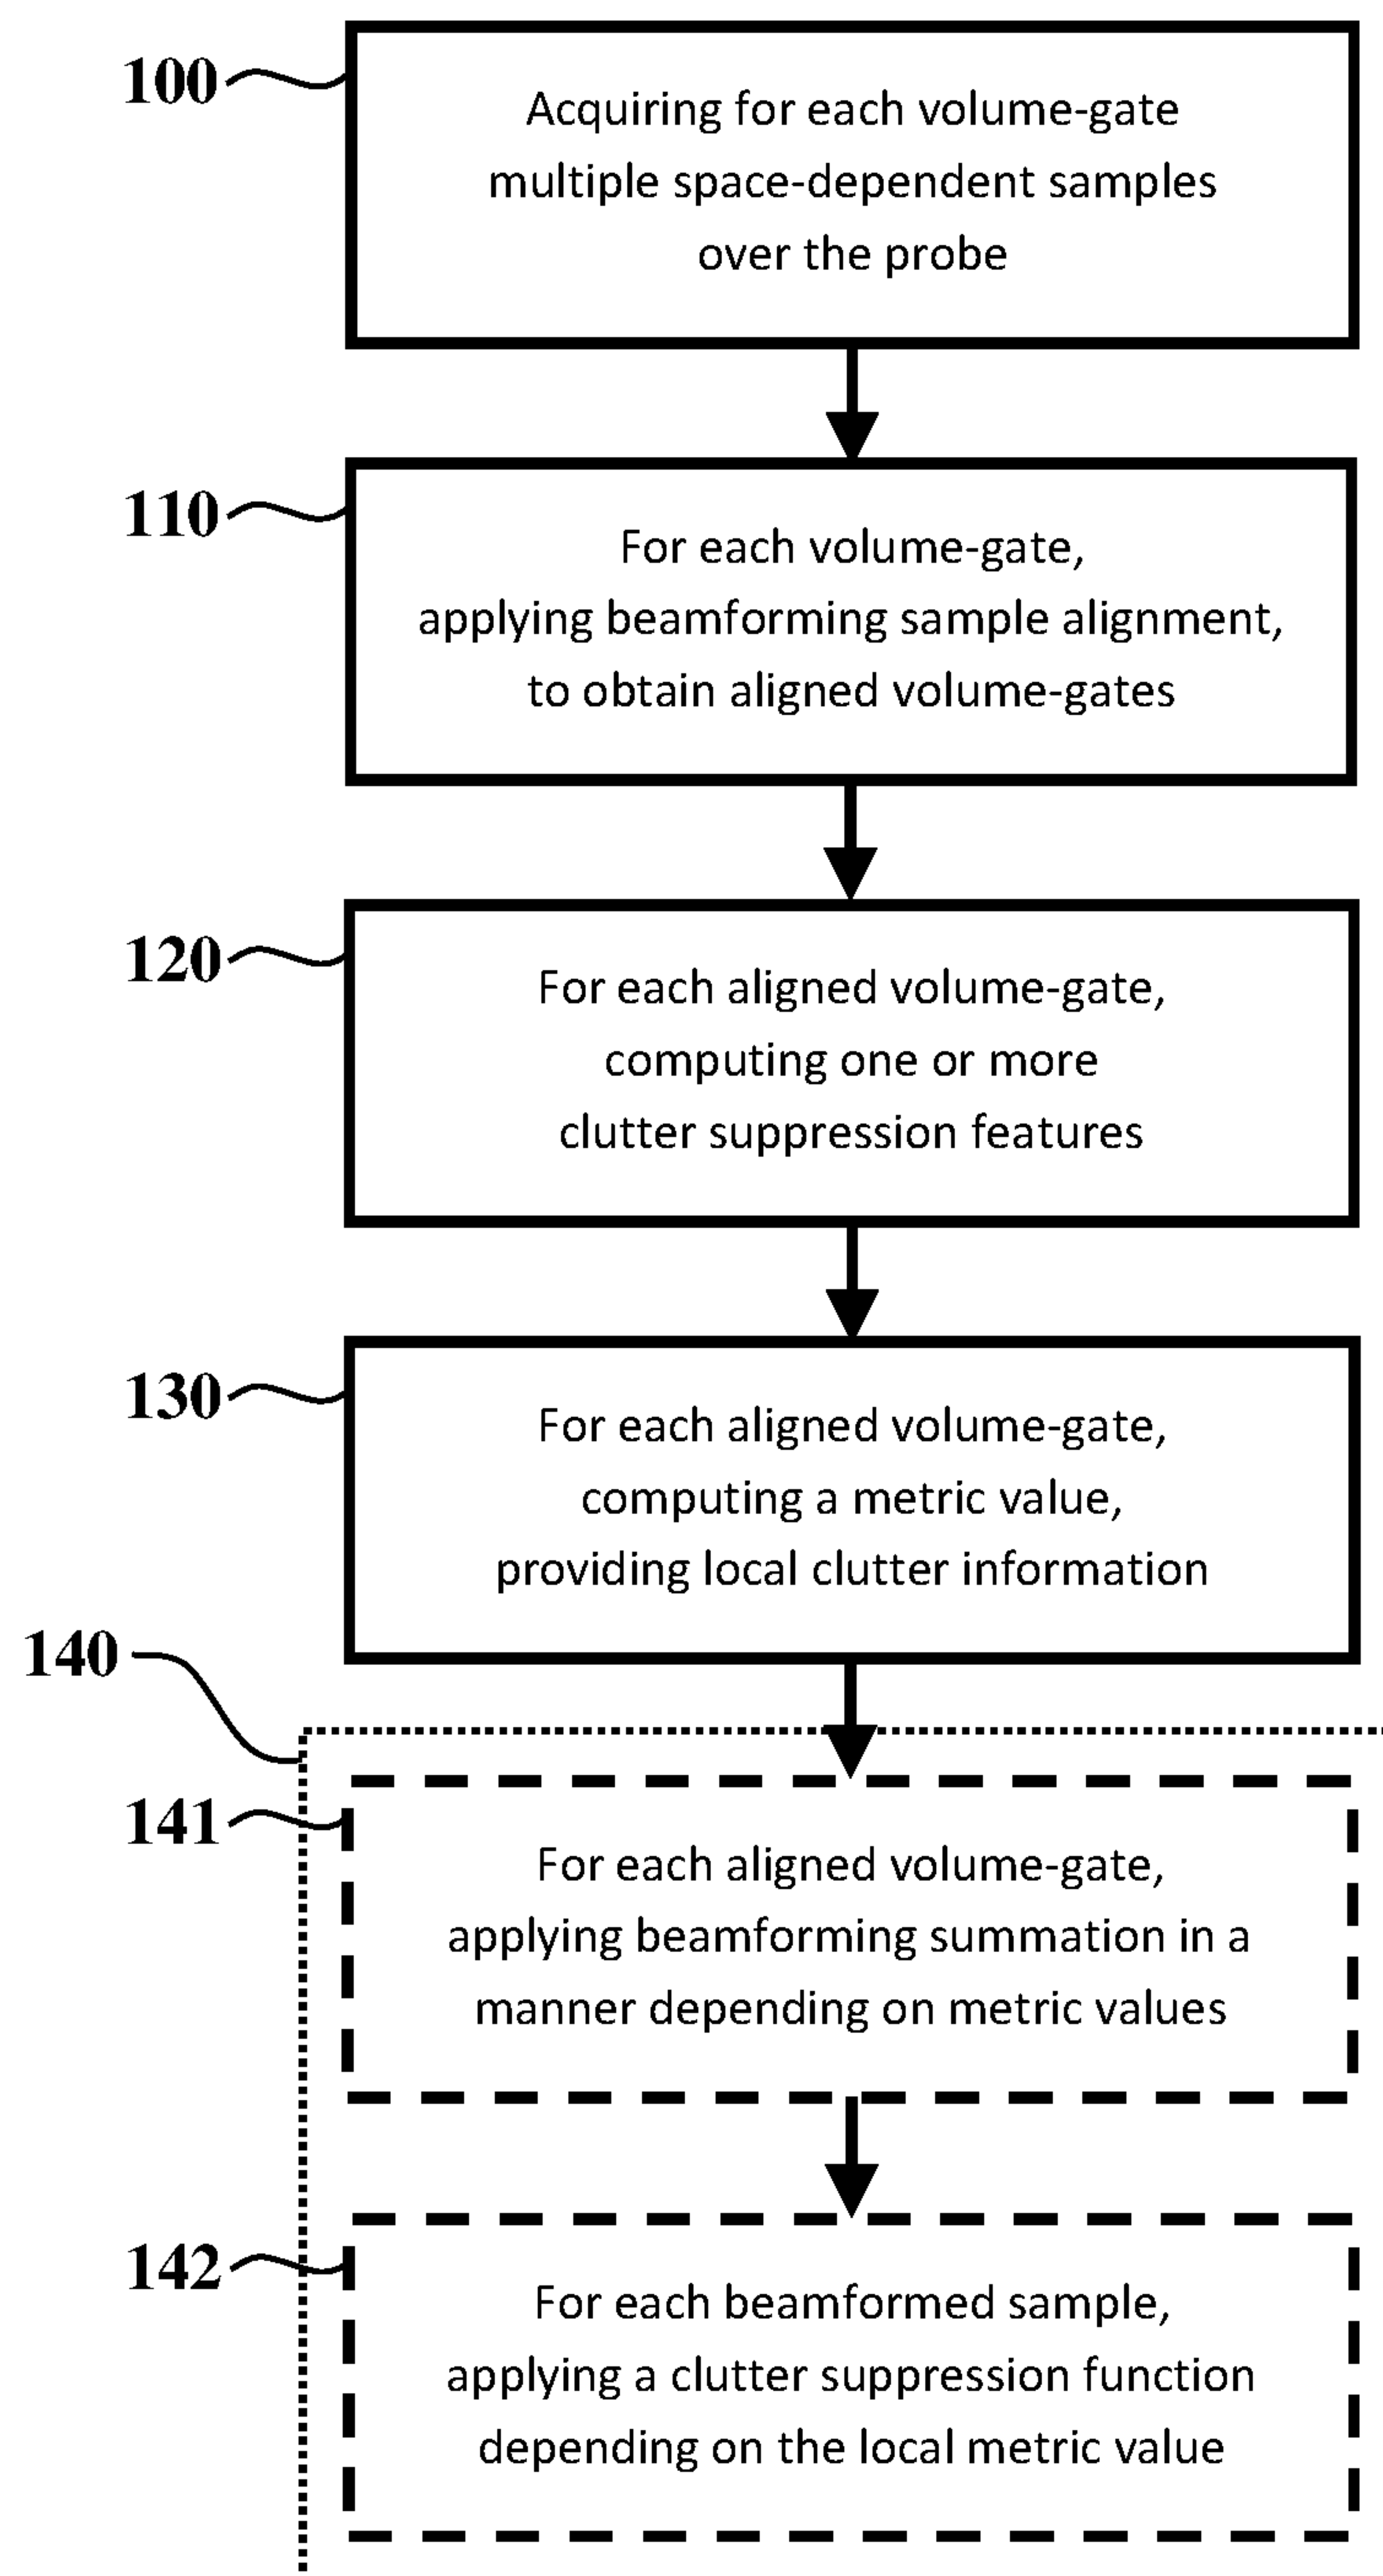 100
Acquiring for each volume-gate
multiple space-dependent samples
over the probe
110
For each volume-gate,
applying beamforming sample alignment,
to obtain aligned volume-gates
120
For each aligned volume-gate,
computing one or more
clutter suppression features
130
For each aligned volume-gate,
computing a metric value,
providing local clutter information
140
141
For each aligned volume-gate,
applying beamforming summation in a
manner depending on metric values
142
For each beamformed sample,
applying a clutter suppression function
depending on the local metric value